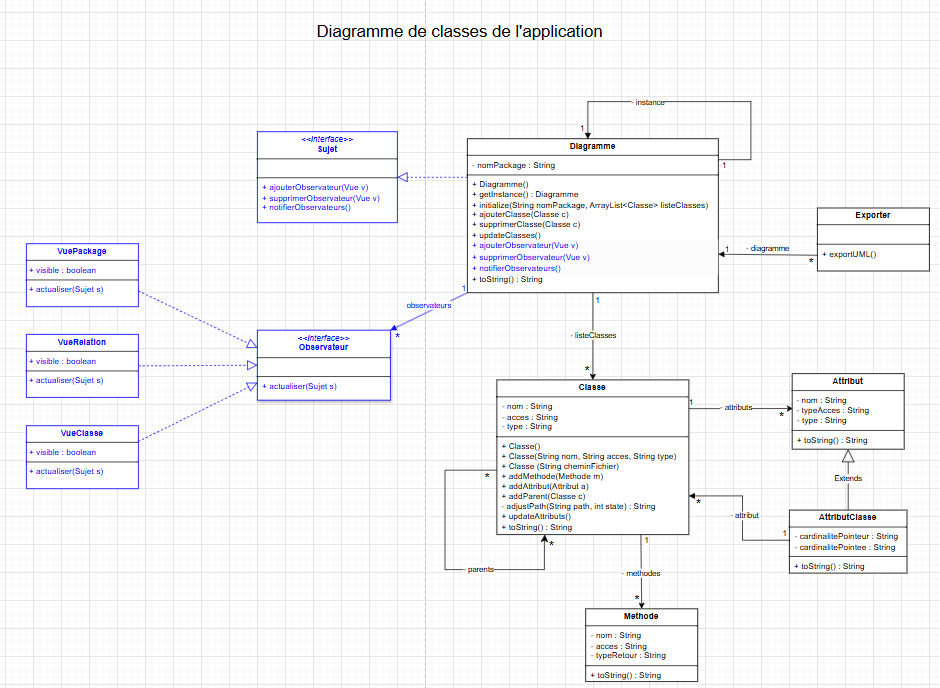 Diagramme de classes de l'application
- instance
1
1
<<Interface>>
Sujet
+ ajouterObservateur(Vue v)
+ supprimerObservateur(Vue v)
+ notifierObservateurs()
Diagramme
- nomPackage : String
+ Diagramme()
+ getInstance() : Diagramme
+ initialize(String nomPackage, ArrayList<Classe> listeClasses)
+ ajouterClasse(Classe c)
+ supprimerClasse(Classe c)
+ updateClasses()
+ ajouterObservateur(Vue v)
+ supprimerObservateur(Vue v)
+ notifierObservateurs()
+ toString() : String
Exporter
+ exportUML()
1
- diagramme
*
VuePackage
+ visible : boolean
+ actualiser(Sujet s)
VueRelation
+ visible : boolean
+ actualiser(Sujet s)
VueClasse
+ visible : boolean
+ actualiser(Sujet s)
1
observateurs
*
<<Interface>>
Observateur
+ actualiser(Sujet s)
1
- listeClasses
*
Classe
- nom : String
- acces : String
- type : String
+ Classe()
+ Classe(String nom, String acces, String type)
+ Classe (String cheminFichier)
+ addMethode(Methode m)
+ addAttribut(Attribut a)
+ addParent(Classe c)
- adjustPath(String path, int state) : String
+ updateAttributs()
+ toString() : String
1
- attributs
*
Attribut
- nom : String
- typeAcces : String
- type : String
+ toString() : String
Extends
AttributClasse
- cardinalitePointeur : String
- cardinalitePointee : String
+ toString() : String
*
- attribut
1
*
- parents
*
1
- methodes
*
Methode
- nom : String
- acces : String
- typeRetour : String
+ toString() : String